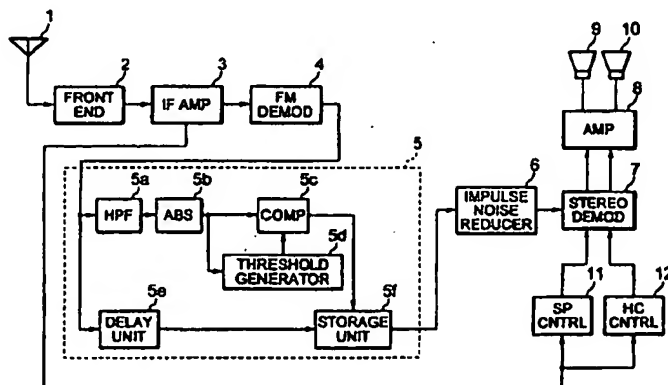 1
2
3
4
9
10
FRONT
END
IF AMP
FM
DEMOD
8
AMP
5
6
7
5a
5b
5c
HPF
ABS
COMP
5d
THRESHOLD
GENERATOR
IMPULSE
NOISE
REDUCER
STEREO
DEMOD
5e
5f
11
12
DELAY
UNIT
STORAGE
UNIT
SP
CNTRL
HC
CNTRL